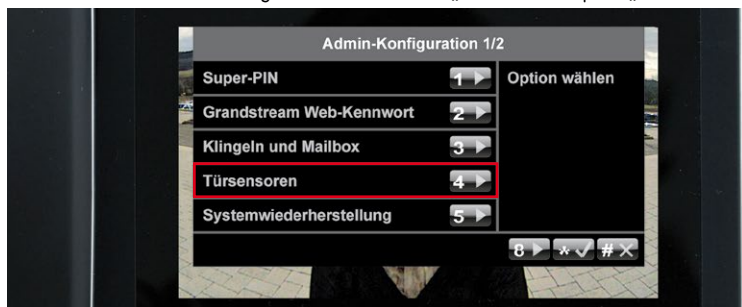 Admin-Konfiguration 1/2
Super-PIN 1
Option wählen
Grandstream Web-Kennwort 2
Klingeln und Mailbox 3
Türsensoren 4
Systemwiederherstellung 5
8 * #